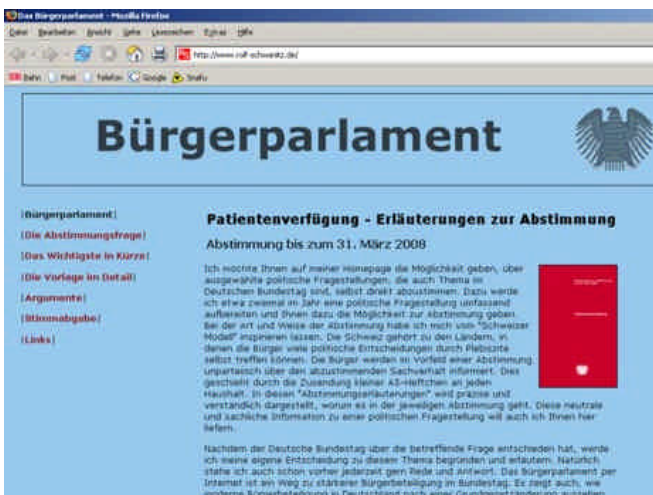 Das Bürgerparlament - Mozilla Firefox
Datei Bearbeiten Ansicht Gehe Lesezeichen Extras Hilfe
http://www.rolf-schwanitz.de/
Bahn Post Telefon Google Snafu
Bürgerparlament
|Bürgerparlament|
|Die Abstimmungsfrage|
|Das Wichtigste in Kürze|
|Die Vorlage im Detail|
|Argumente|
|Stimmabgabe|
|Links|
Patientenverfügung - Erläuterungen zur Abstimmung
Abstimmung bis zum 31. März 2008
Ich möchte Ihnen auf meiner Homepage die Möglichkeit geben, über
ausgewählte politische Fragestellungen, die auch Thema im
Deutschen Bundestag sind, selbst direkt abzustimmen. Dazu werde
ich etwa zweimal im Jahr eine politische Fragestellung umfassend
aufbereiten und Ihnen dazu die Möglichkeit zur Abstimmung geben.
Bei der Art und Weise der Abstimmung habe ich mich vom "Schweizer
Modell" inspirieren lassen. Die Schweiz gehört zu den Ländern, in
denen die Bürger viele politische Entscheidungen durch Plebiszite
selbst treffen können. Die Bürger werden im Vorfeld einer Abstimmung
unparteiisch über den abzustimmenden Sachverhalt informiert. Dies
geschieht durch die Zusendung kleiner A5-Heftchen an jeden
Haushalt. In diesen "Abstimmungserläuterungen" wird präzise und
verständlich dargestellt, worum es in der jeweiligen Abstimmung geht. Diese neutrale
und sachliche Information zu einer politischen Fragestellung will auch ich Ihnen hier
liefern.
Nachdem der Deutsche Bundestag über die betreffende Frage entschieden hat, werde
ich meine eigene Entscheidung zu diesem Thema begründen und erläutern. Natürlich
stehe ich auch schon vorher jederzeit gern Rede und Antwort. Das Bürgerparlament per
Internet ist ein Weg zu stärkerer Bürgerbeteiligung im Bundestag. Es zeigt auch, wie
moderne Bürgerbeteiligung in Deutschland nach einer Grundgesetzänderung aussehen